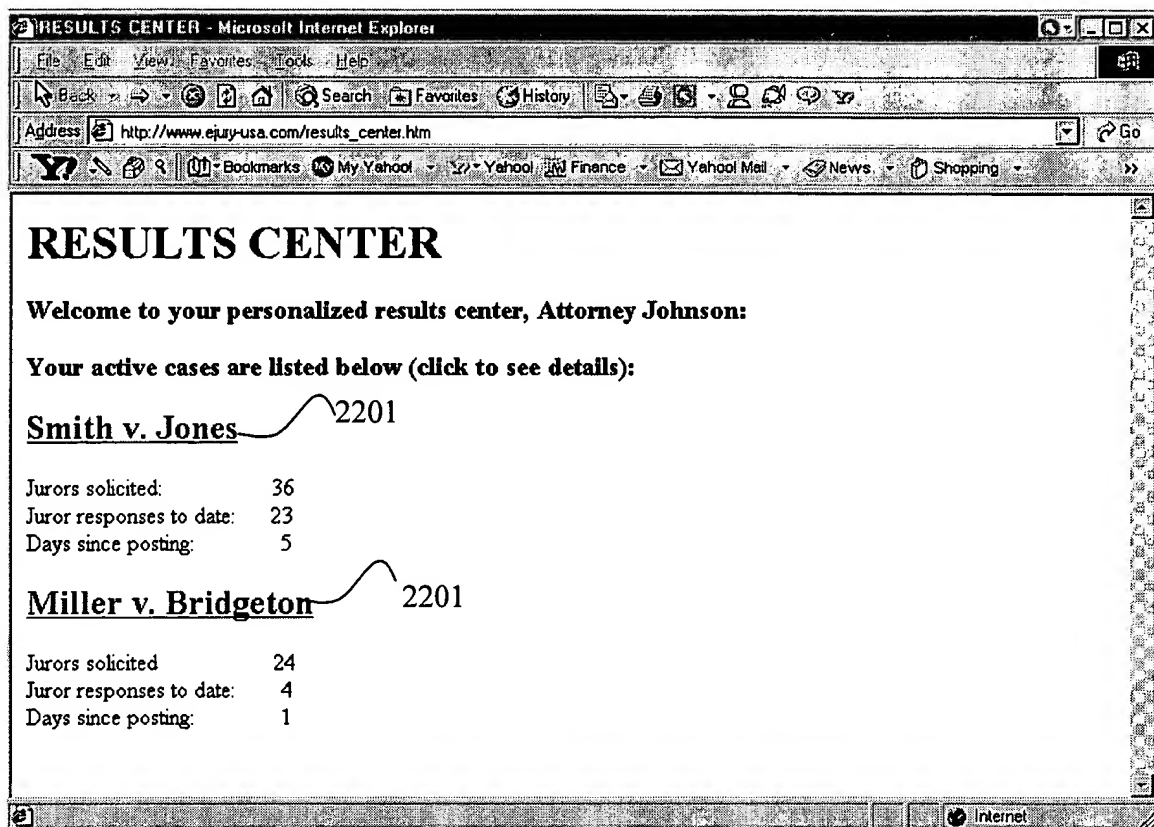 RESULTS CENTER - Microsoft Internet Explorer
File Edit View Favorites Tools Help
Back Search Favorites History
Address http://www.ejury-usa.com/results_center.htm Go
Y? Bookmarks My Yahoo! Yahoo! Finance Yahoo! Mail News Shopping »
RESULTS CENTER
Welcome to your personalized results center, Attorney Johnson:
Your active cases are listed below (click to see details):
Smith v. Jones 2201
Jurors solicited: 36
Juror responses to date: 23
Days since posting: 5
Miller v. Bridgeton 2201
Jurors solicited 24
Juror responses to date: 4
Days since posting: 1
Internet